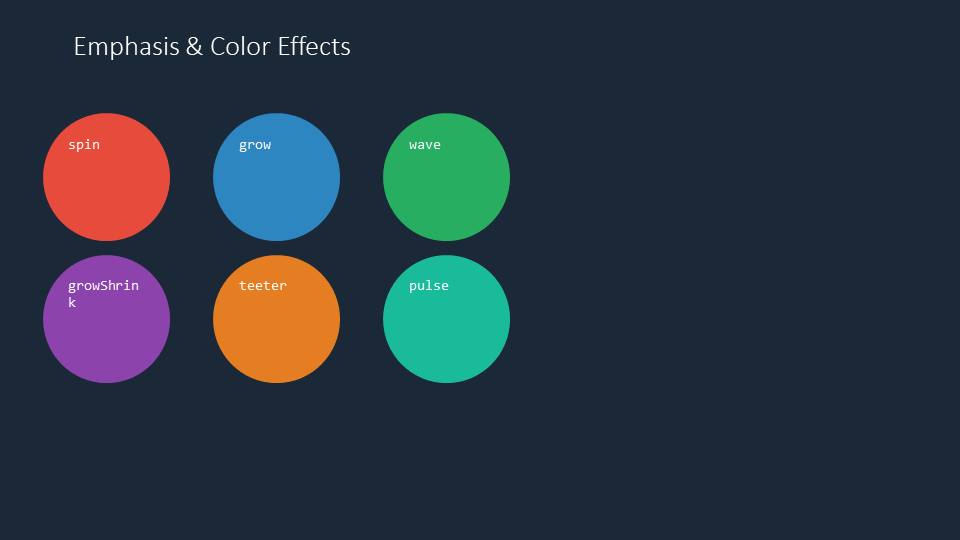 Emphasis & Color Effects
spin
grow
wave
growShrin
k
teeter
pulse